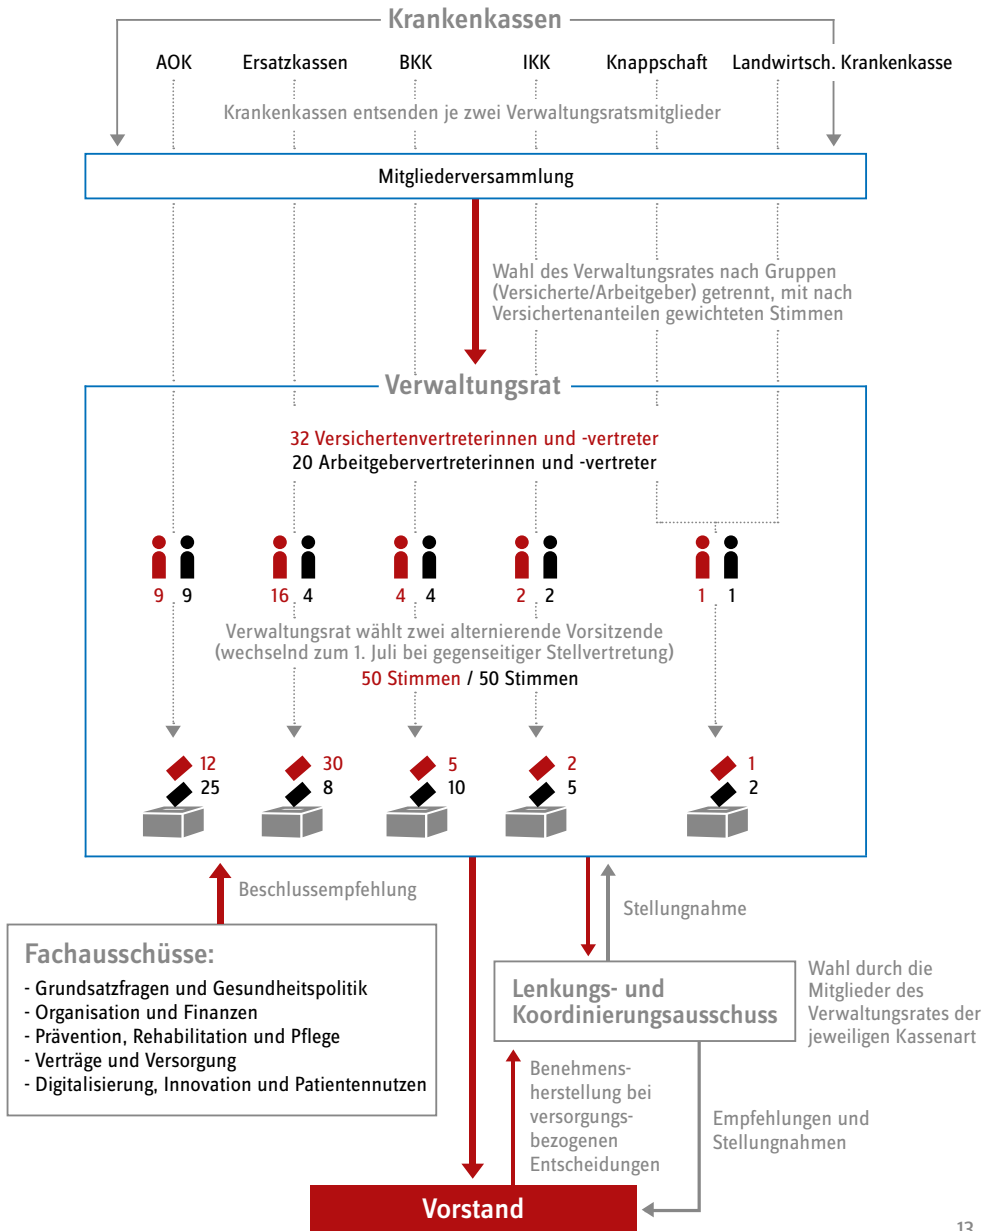 Krankenkassen
AOK Ersatzkassen BKK IKK Knappschaft Landwirtsch. Krankenkasse
Krankenkassen entsenden je zwei Verwaltungsratsmitglieder
Mitgliederversammlung
Wahl des Verwaltungsrates nach Gruppen
(Versicherte/Arbeitgeber) getrennt, mit nach
Versichertenanteilen gewichteten Stimmen
Verwaltungsrat
32 Versichertenvertreterinnen und -vertreter
20 Arbeitgebervertreterinnen und -vertreter
9 9 16 4 4 4 2 2 1 1
Verwaltungsrat wählt zwei alternierende Vorsitzende
(wechselnd zum 1. Juli bei gegenseitiger Stellvertretung)
50 Stimmen / 50 Stimmen
12 30 5 2 1
25 8 10 5 2
Beschlussempfehlung
Stellungnahme
Fachausschüsse:
- Grundsatzfragen und Gesundheitspolitik
- Organisation und Finanzen
- Prävention, Rehabilitation und Pflege
- Verträge und Versorgung
- Digitalisierung, Innovation und Patientennutzen
Lenkungs- und
Koordinierungsausschuss
Wahl durch die
Mitglieder des
Verwaltungsrates der
jeweiligen Kassenart
Benehmens-
herstellung bei
versorgungs-
bezogenen
Entscheidungen
Empfehlungen und
Stellungnahmen
Vorstand
13